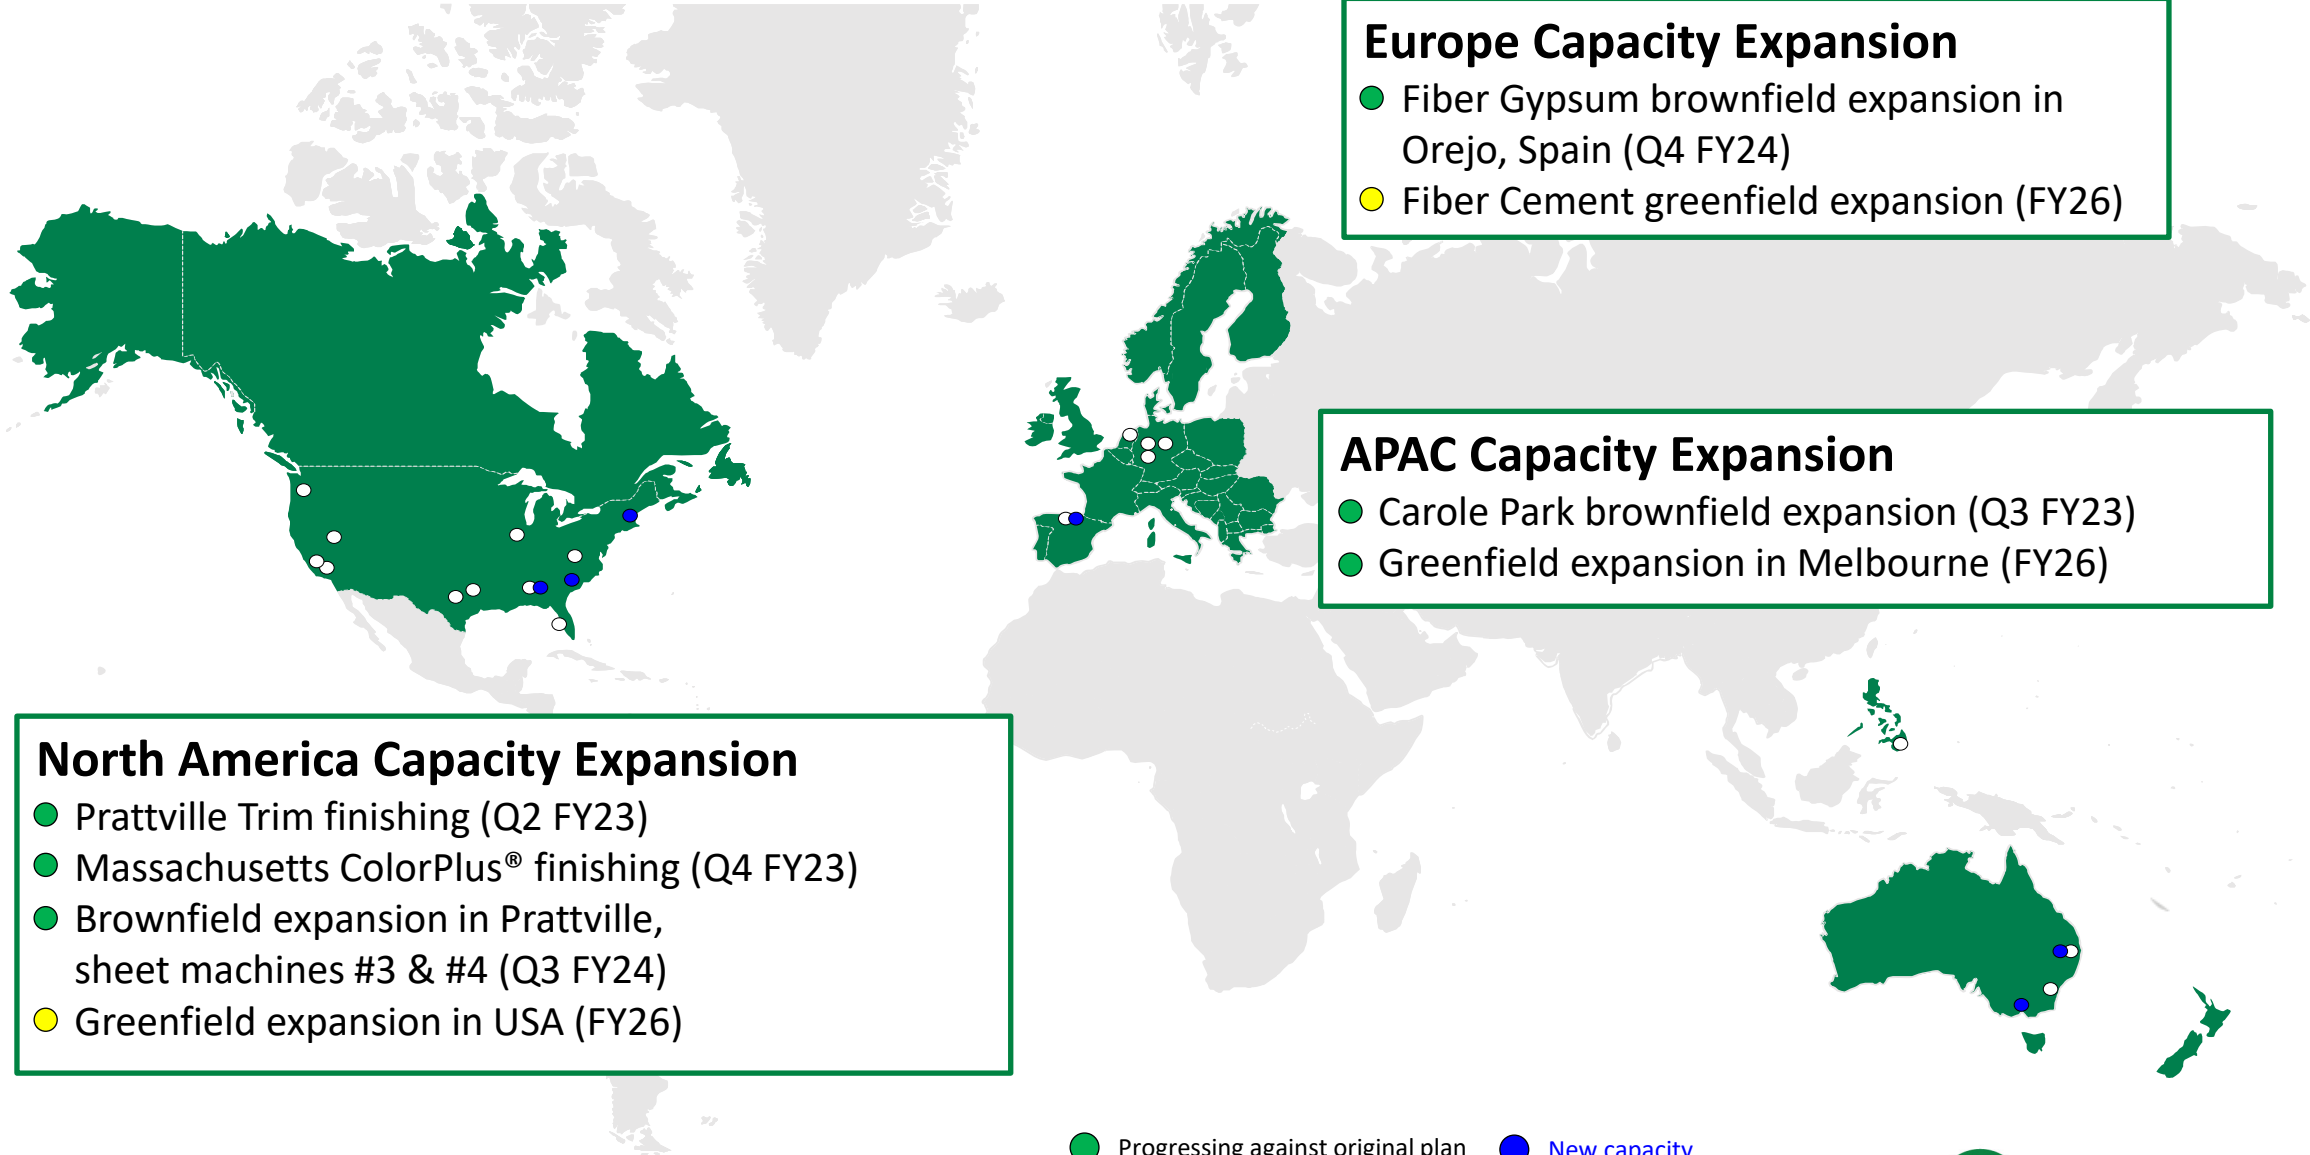 Europe Capacity Expansion
Fiber Gypsum brownfield expansion in
Orejo, Spain (Q4 FY24)
Fiber Cement greenfield expansion (FY26)
APAC Capacity Expansion
Carole Park brownfield expansion (Q3 FY23)
Greenfield expansion in Melbourne (FY26)
North America Capacity Expansion
Prattville Trim finishing (Q2 FY23)
Massachusetts ColorPlus® finishing (Q4 FY23)
Brownfield expansion in Prattville,
sheet machines #3 & #4 (Q3 FY24)
Greenfield expansion in USA (FY26)
Progressing against original plan
New capacity